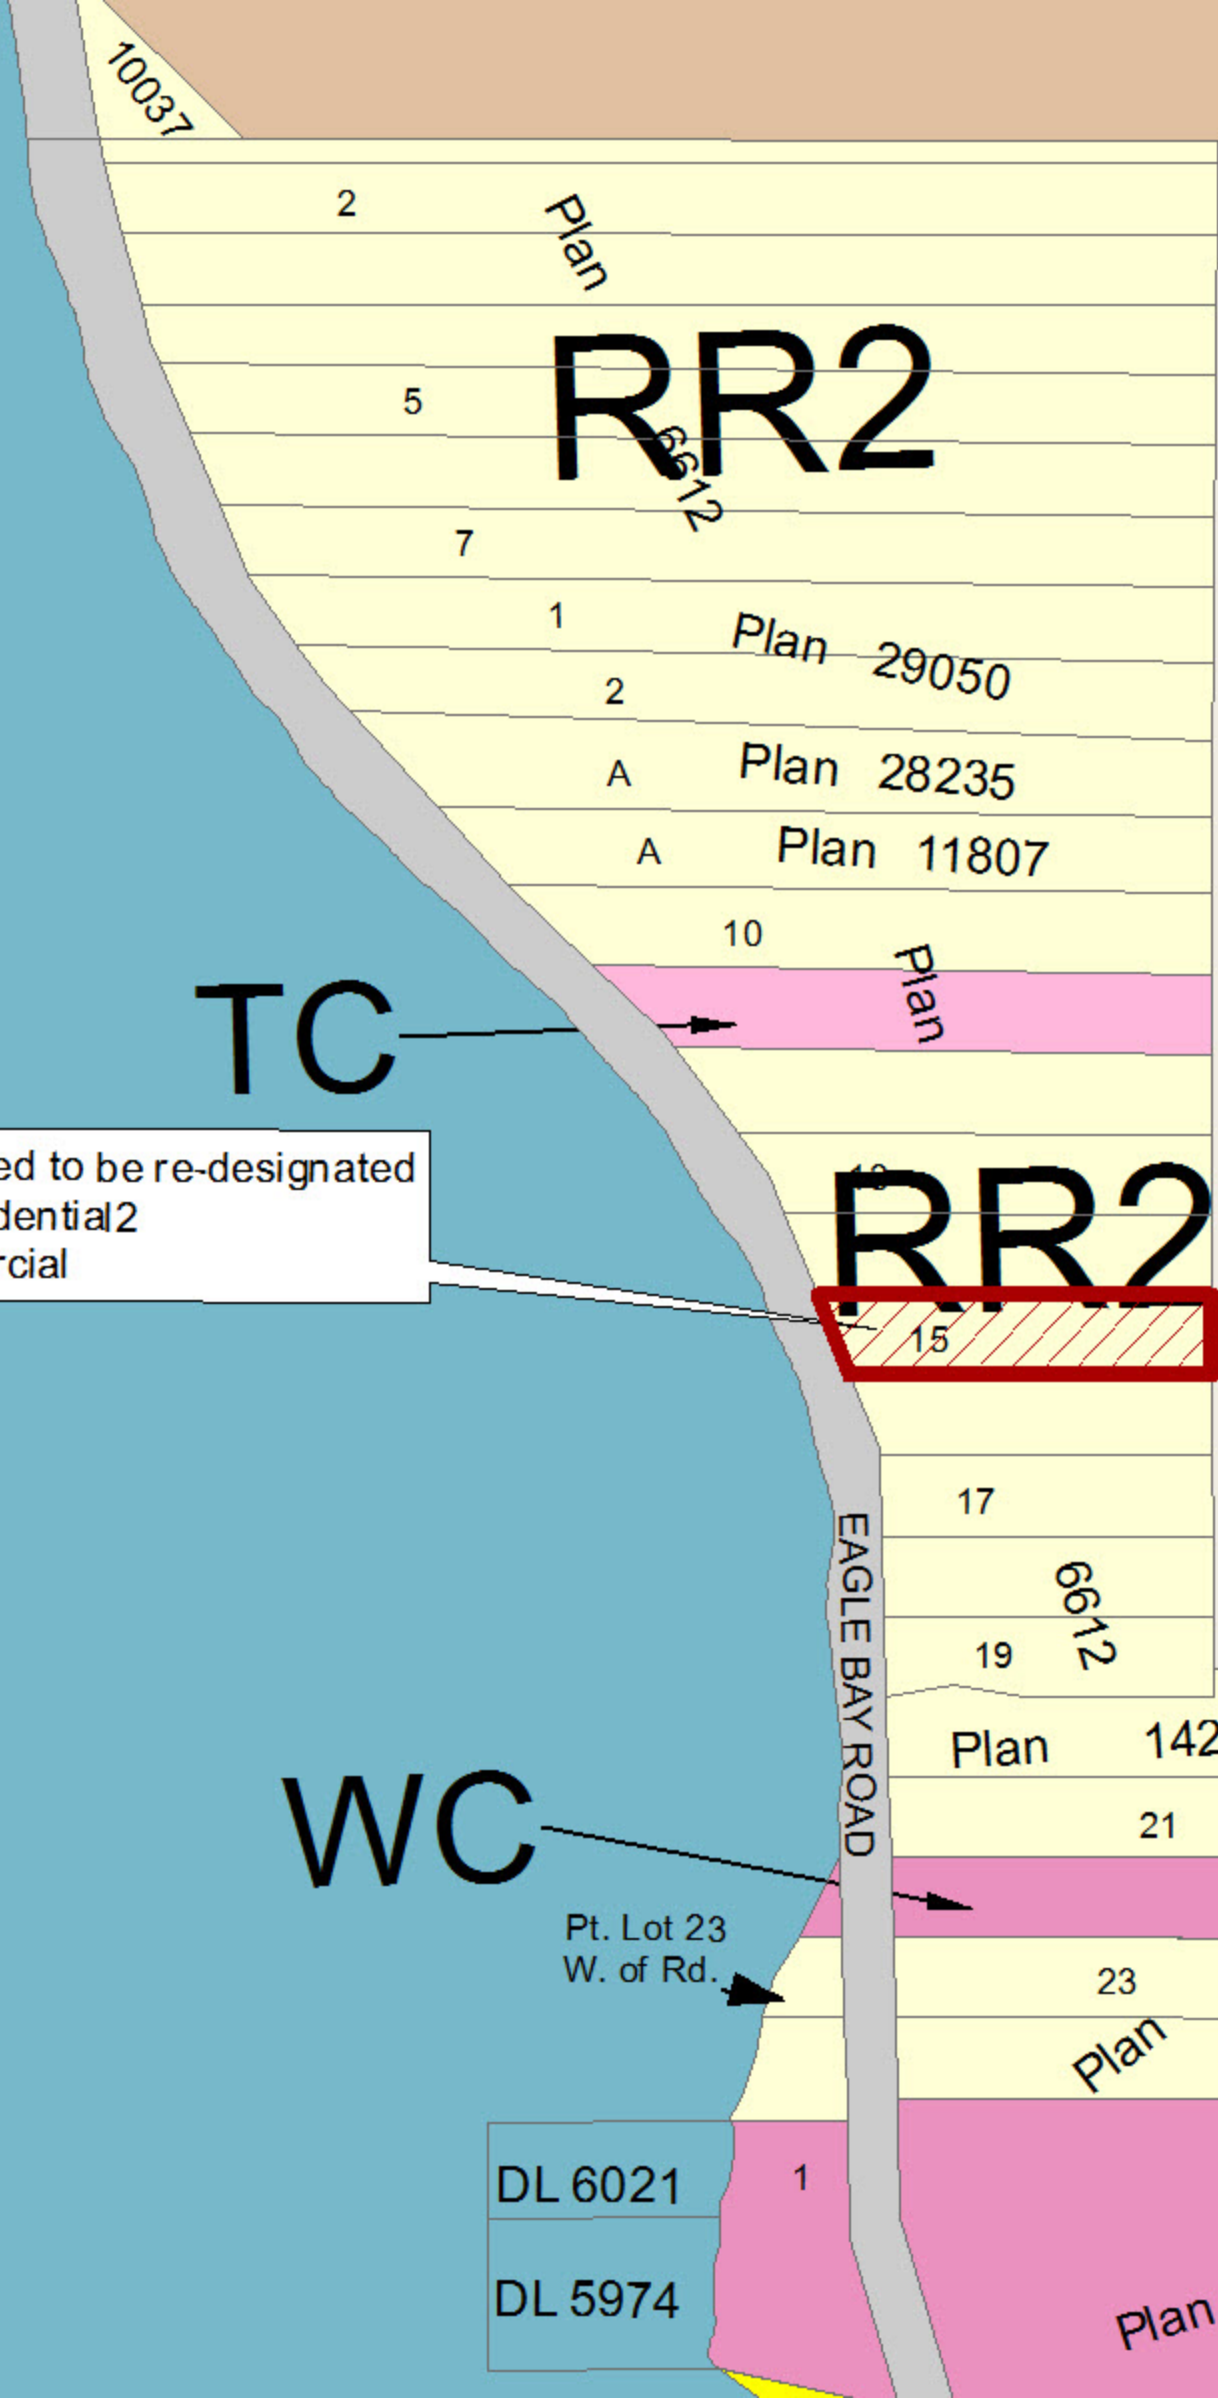 10037
2
Plan
RR2
5
6612
7
1
Plan 29050
2
A
Plan 28235
A
Plan 11807
10
Plan
TC
ed to be re-designated
dential2
rcial
RR2
15
17
EAGLE BAY ROAD
6612
19
Plan 142
21
WC
Pt. Lot 23
W. of Rd.
23
Plan
DL 6021
1
DL 5974
Plan